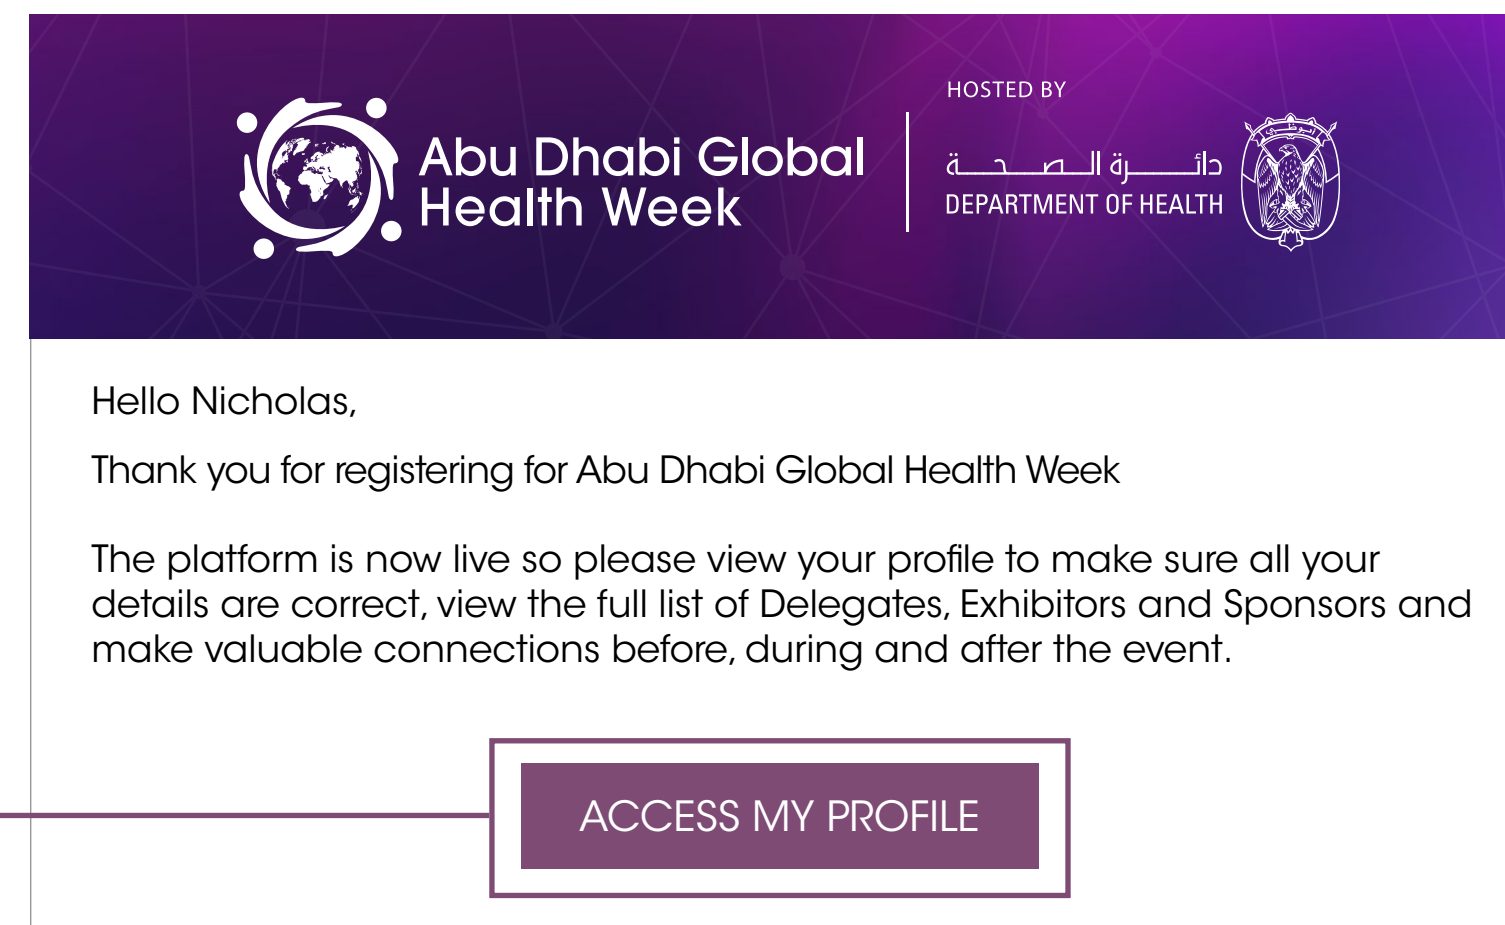 Abu Dhabi Global
Health Week
HOSTED BY
دائـــرة الـــصـــحـــة
DEPARTMENT OF HEALTH
ابوظبي
Hello Nicholas,
Thank you for registering for Abu Dhabi Global Health Week
The platform is now live so please view your profile to make sure all your
details are correct, view the full list of Delegates, Exhibitors and Sponsors and
make valuable connections before, during and after the event.
ACCESS MY PROFILE